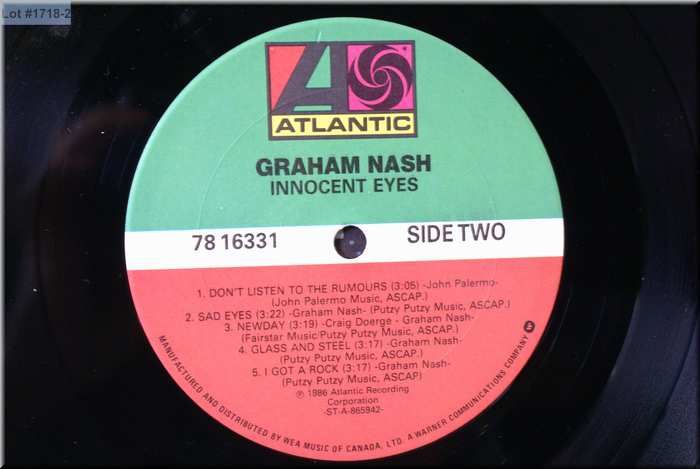 Lot #1718-2
ATLANTIC
GRAHAM NASH
INNOCENT EYES
78 16331
SIDE TWO
1. DON'T LISTEN TO THE RUMOURS (3:05) -John Palermo-
(John Palermo Music, ASCAP.)
2. SAD EYES (3:22) -Graham Nash- (Putzy Putzy Music, ASCAP.)
3. NEWDAY (3:19) -Craig Doerge - Graham Nash-
(Fairstar Music/Putzy Putzy Music, ASCAP.)
4. GLASS AND STEEL (3:17) -Graham Nash-
(Putzy Putzy Music, ASCAP.)
5. I GOT A ROCK (3:17) -Graham Nash-
(Putzy Putzy Music, ASCAP.)
℗ 1986 Atlantic Recording
Corporation
-ST-A-865942-
MANUFACTURED AND DISTRIBUTED BY WEA MUSIC OF CANADA, LTD. A WARNER COMMUNICATIONS COMPANY